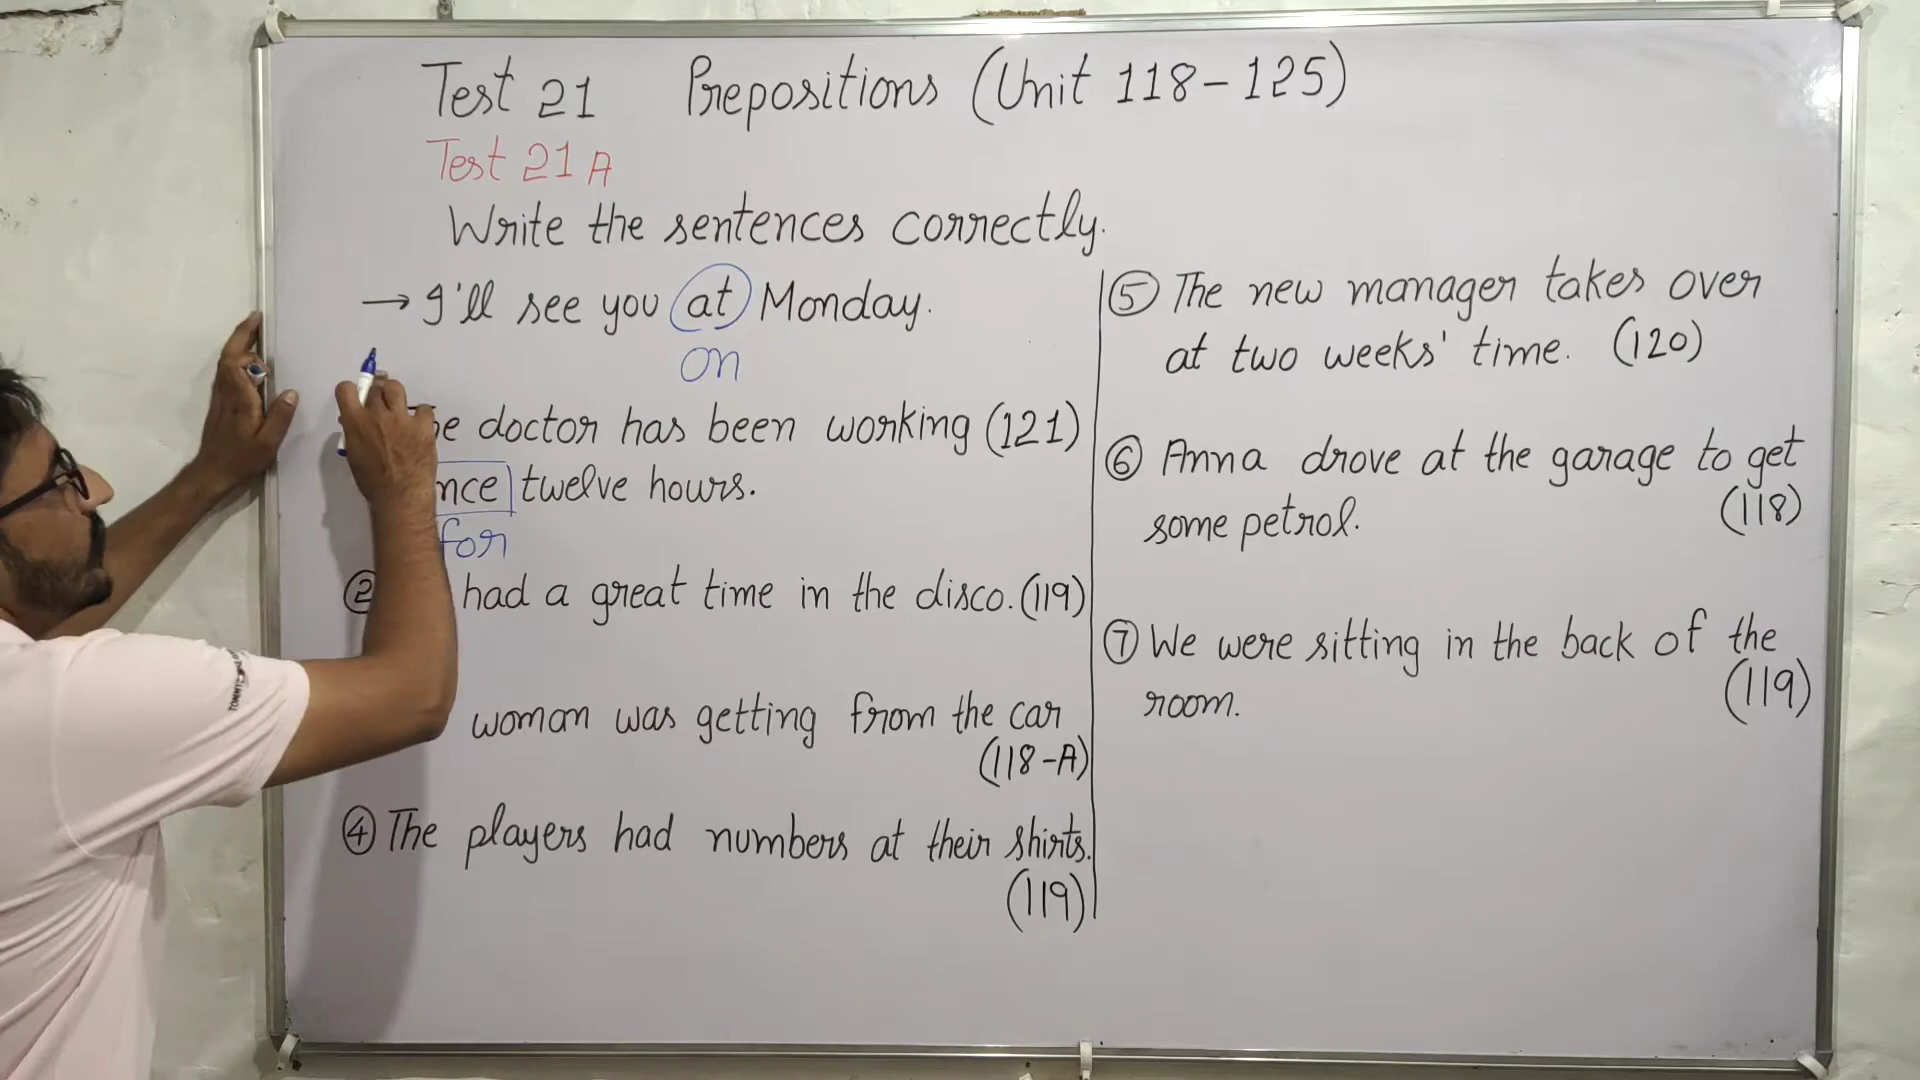 Test 21 Prepositions (Unit 118-125)
Test 21 A
Write the sentences correctly.
→ I'll see you at Monday.
on
doctor has been working (121)
twelve hours.
for
② had a great time in the disco. (119)
woman was getting from the car
(118-A)
④ The players had numbers at their shirts.
(119)
⑤ The new manager takes over
at two weeks' time. (120)
⑥ Anna drove at the garage to get
some petrol. (118)
⑦ We were sitting in the back of the
room. (119)